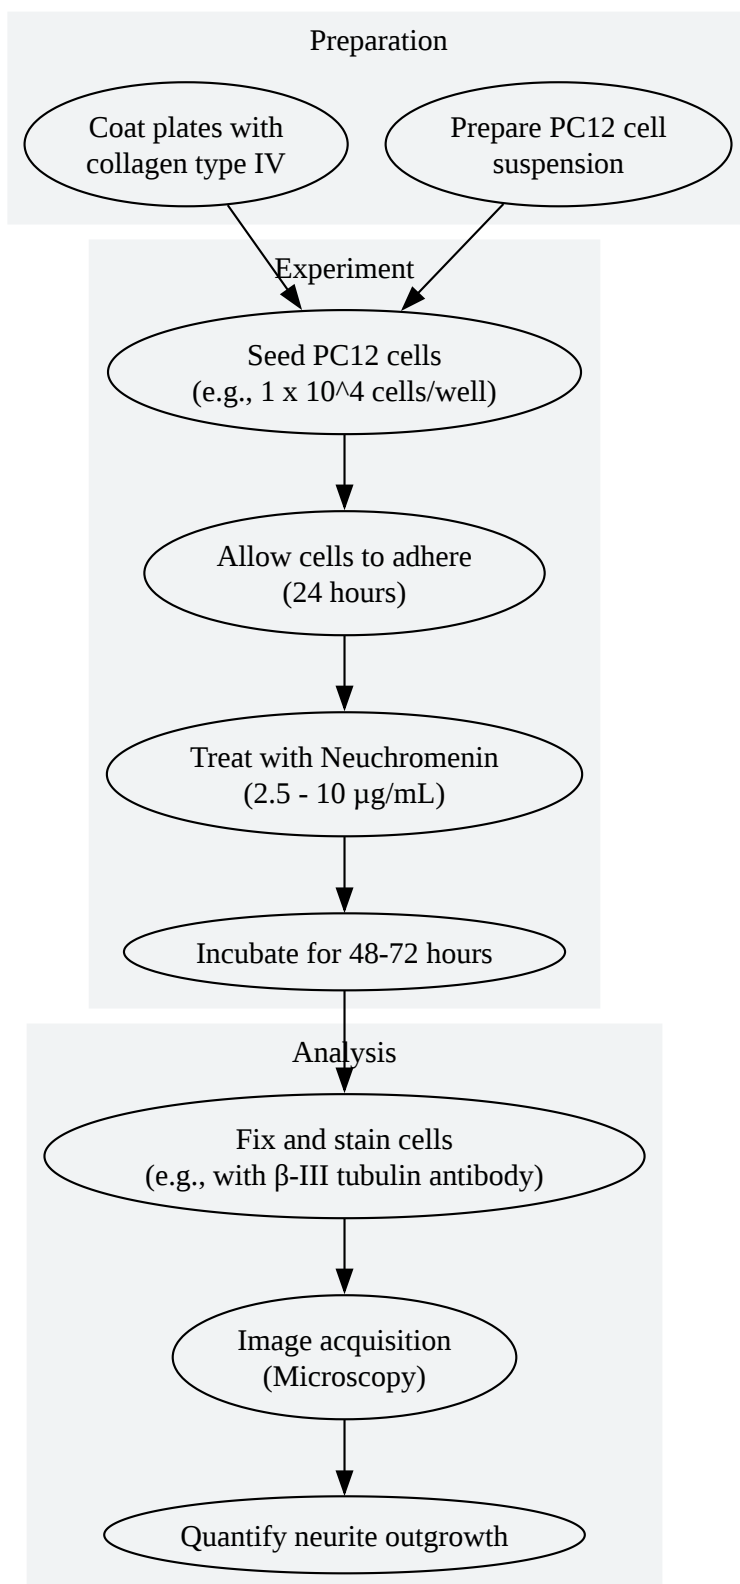 Preparation
Coat plates with
collagen type IV
Prepare PC12 cell
suspension
Experiment
Seed PC12 cells
(e.g., 1 x 10^4 cells/well)
Allow cells to adhere
(24 hours)
Treat with Neuchromenin
(2.5 - 10 µg/mL)
Incubate for 48-72 hours
Analysis
Fix and stain cells
(e.g., with β-III tubulin antibody)
Image acquisition
(Microscopy)
Quantify neurite outgrowth